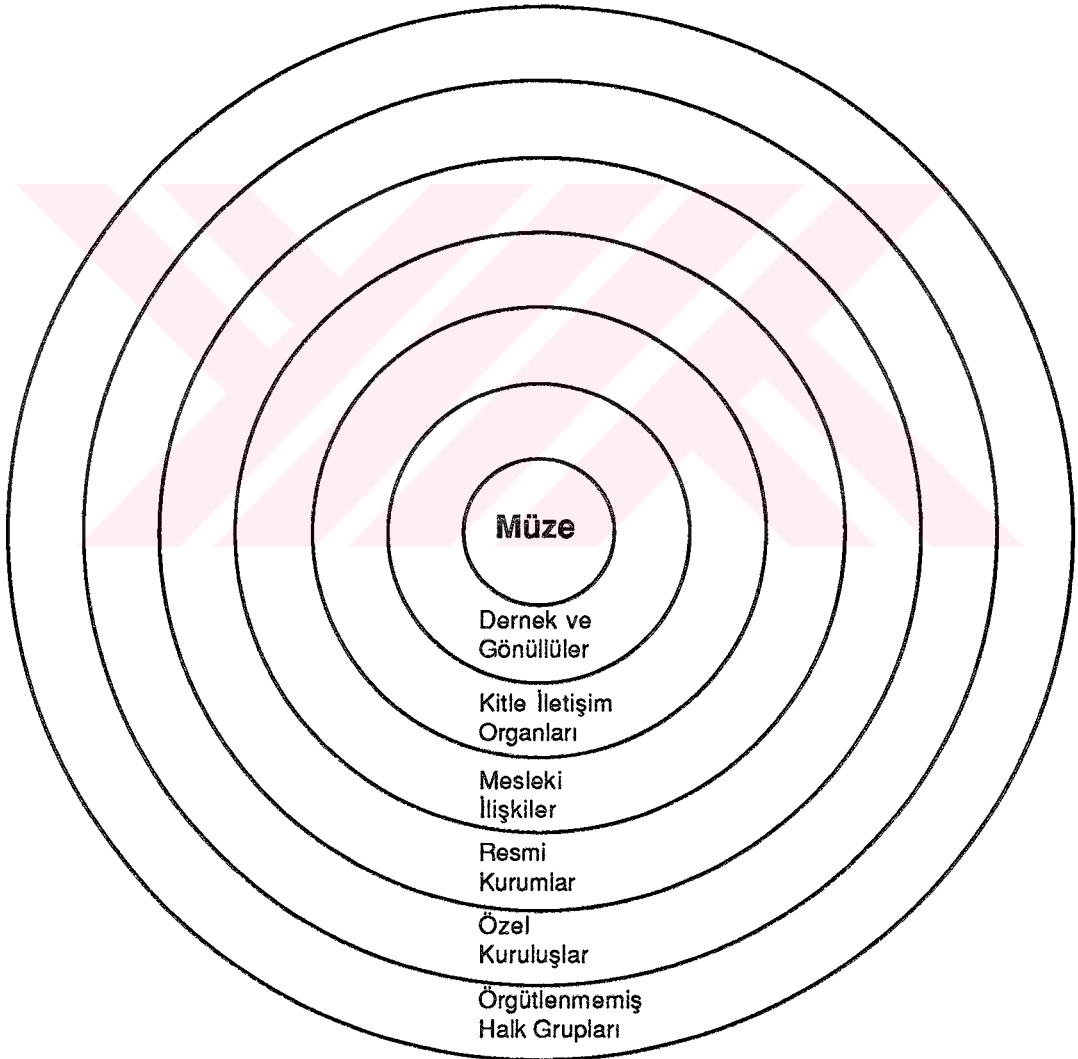 Müze
Dernek ve
Gönüllüler
Kitle İletişim
Organları
Mesleki
İlişkiler
Resmi
Kurumlar
Özel
Kuruluşlar
Örgütlenmemiş
Halk Grupları